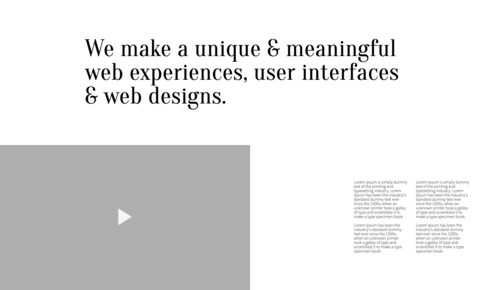 We make a unique & meaningful
web experiences, user interfaces
& web designs.
Lorem Ipsum is simply dummy
text of the printing and
typesetting industry. Lorem
Ipsum has been the industry's
standard dummy text ever
since the 1500s, when an
unknown printer took a galley
of type and scrambled it to
make a type specimen book.
Lorem Ipsum has been the
industry's standard dummy
text ever since the 1500s,
when an unknown printer
took a galley of type and
scrambled it to make a type
specimen book.
Lorem Ipsum is simply dummy
text of the printing and
typesetting industry. Lorem
Ipsum has been the industry's
standard dummy text ever
since the 1500s, when an
unknown printer took a galley
of type and scrambled it to
make a type specimen book.
Lorem Ipsum has been the
industry's standard dummy
text ever since the 1500s,
when an unknown printer
took a galley of type and
scrambled it to make a type
specimen book.